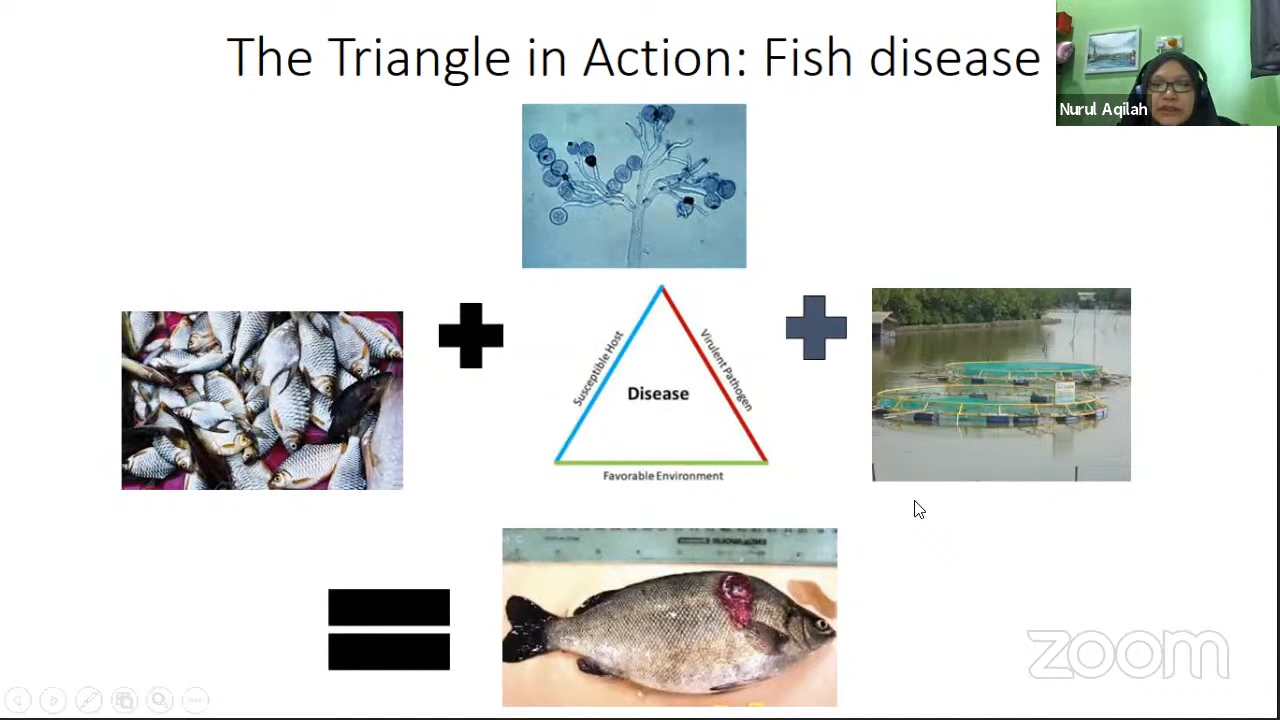 The Triangle in Action: Fish disease
Nurul Aqilah
Susceptible Host
Virulent Pathogen
Disease
Favorable Environment
zoom